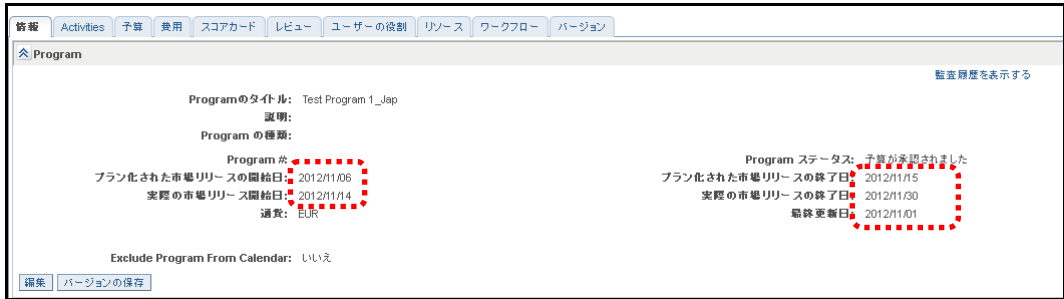 情報 Activities 予算 費用 スコアカード レビュー ユーザーの役割 リソース ワークフロー バージョン
Program
監査履歴を表示する
Programのタイトル: Test Program 1_Jap
説明:
Program の種類:
Program #: Program ステータス: 予算が承認されました
プラン化された市場リリースの開始日: 2012/11/06 プラン化された市場リリースの終了日: 2012/11/15
実際の市場リリース開始日: 2012/11/14 実際の市場リリースの終了日: 2012/11/30
通貨: EUR 最終更新日: 2012/11/01
Exclude Program From Calendar: いいえ
編集 バージョンの保存